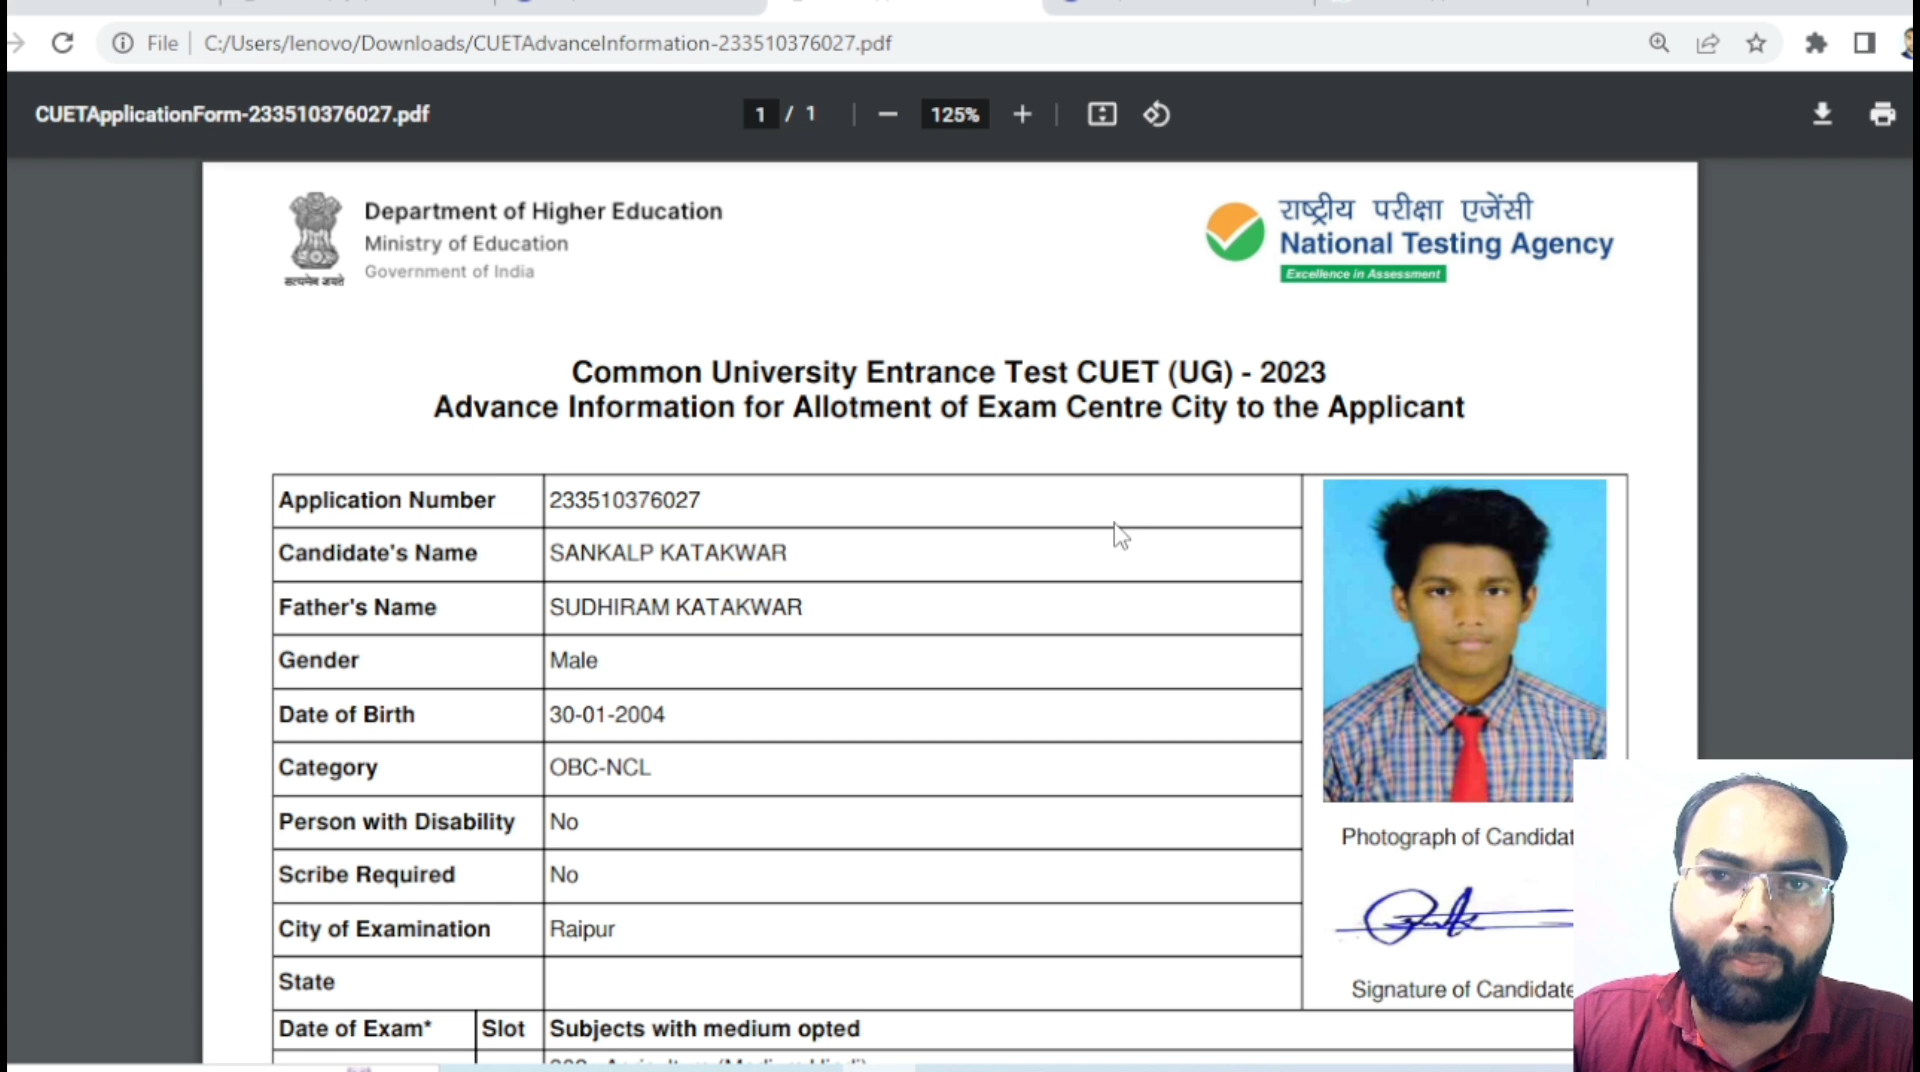 File C:/Users/lenovo/Downloads/CUETAdvanceInformation-233510376027.pdf
CUETApplicationForm-233510376027.pdf 1 / 1 125%
Department of Higher Education
Ministry of Education
Government of India
सत्यमेव जयते
राष्ट्रीय परीक्षा एजेंसी
National Testing Agency
Excellence in Assessment
Common University Entrance Test CUET (UG) - 2023
Advance Information for Allotment of Exam Centre City to the Applicant
Application Number 233510376027
Candidate's Name SANKALP KATAKWAR
Father's Name SUDHIRAM KATAKWAR
Gender Male
Date of Birth 30-01-2004
Category OBC-NCL
Person with Disability No
Scribe Required No
City of Examination Raipur
State
Photograph of Candidat
Signature of Candidate
Date of Exam* Slot Subjects with medium opted